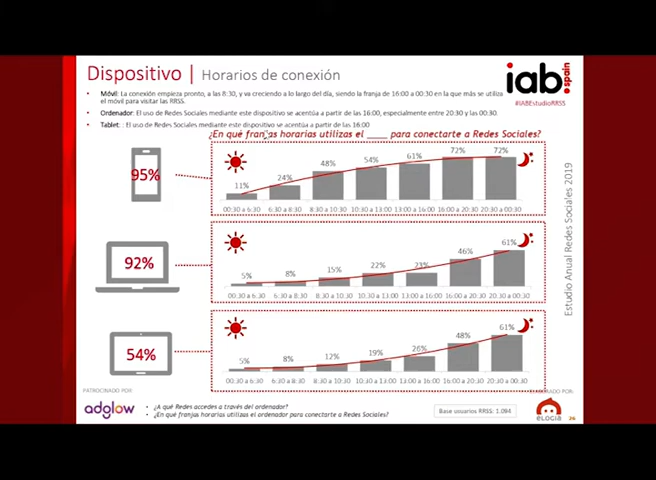 Dispositivo | Horarios de conexión
iab.
spain
#IABEstudioRRSS
Móvil: La conexión empieza pronto, a las 8:30, y va creciendo a lo largo del día, siendo la franja de 16:00 a 00:30 en la que más se utiliza
el móvil para visitar las RRSS.
Ordenador: El uso de Redes Sociales mediante este dispositivo se acentúa a partir de las 16:00, especialmente entre 20:30 y las 00:30.
Tablet: : El uso de Redes Sociales mediante este dispositivo se acentúa a partir de las 16:00
¿En qué franjas horarias utilizas el ____ para conectarte a Redes Sociales?
95%
11% 24% 48% 54% 61% 72% 72%
00:30 a 6:30 6:30 a 8:30 8:30 a 10:30 10:30 a 13:00 13:00 a 16:00 16:00 a 20:30 20:30 a 00:30
92%
5% 8% 15% 22% 23% 46% 61%
00:30 a 6:30 6:30 a 8:30 8:30 a 10:30 10:30 a 13:00 13:00 a 16:00 16:00 a 20:30 20:30 a 00:30
54%
5% 8% 12% 19% 26% 48% 61%
00:30 a 6:30 6:30 a 8:30 8:30 a 10:30 10:30 a 13:00 13:00 a 16:00 16:00 a 20:30 20:30 a 00:30
Estudio Anual Redes Sociales 2019
PATROCINADO POR:
adglow
¿A qué Redes accedes a través del ordenador?
¿En qué franjas horarias utilizas el ordenador para conectarte a Redes Sociales?
Base usuarios RRSS: 1.094
ELABORADO POR:
eLOGIA
26